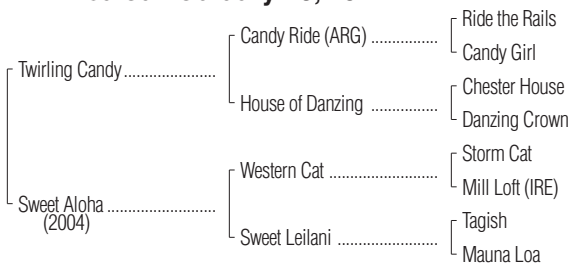 Ride the Rails
Candy Ride (ARG) ................
Candy Girl
Twirling Candy ......................
Chester House
House of Danzing ................
Danzing Crown
Storm Cat
Western Cat .........................
Mill Loft (IRE)
Sweet Aloha ..........................
(2004)
Tagish
Sweet Leilani .......................
Mauna Loa